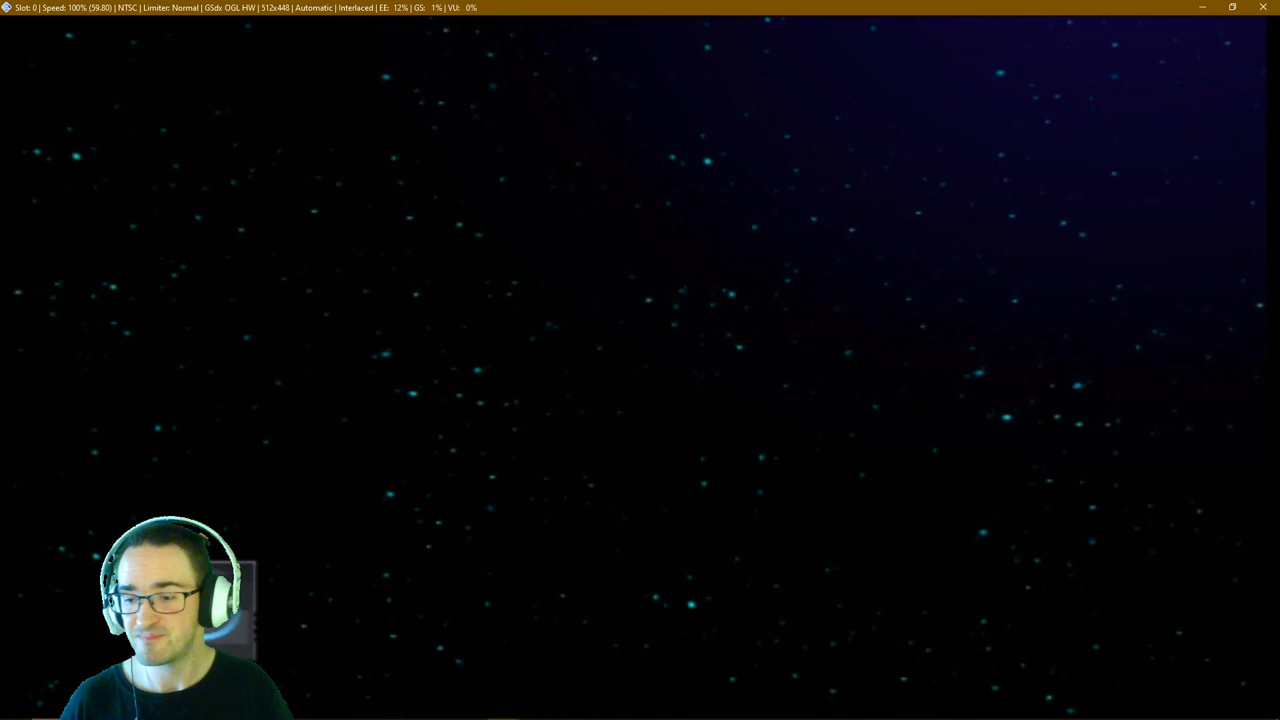 Slot: 0 | Speed: 100% (59.80) | NTSC | Limiter: Normal | GSdx OGL HW | 512x448 | Automatic | Interlaced | EE: 12% | GS: 1% | VU: 0%